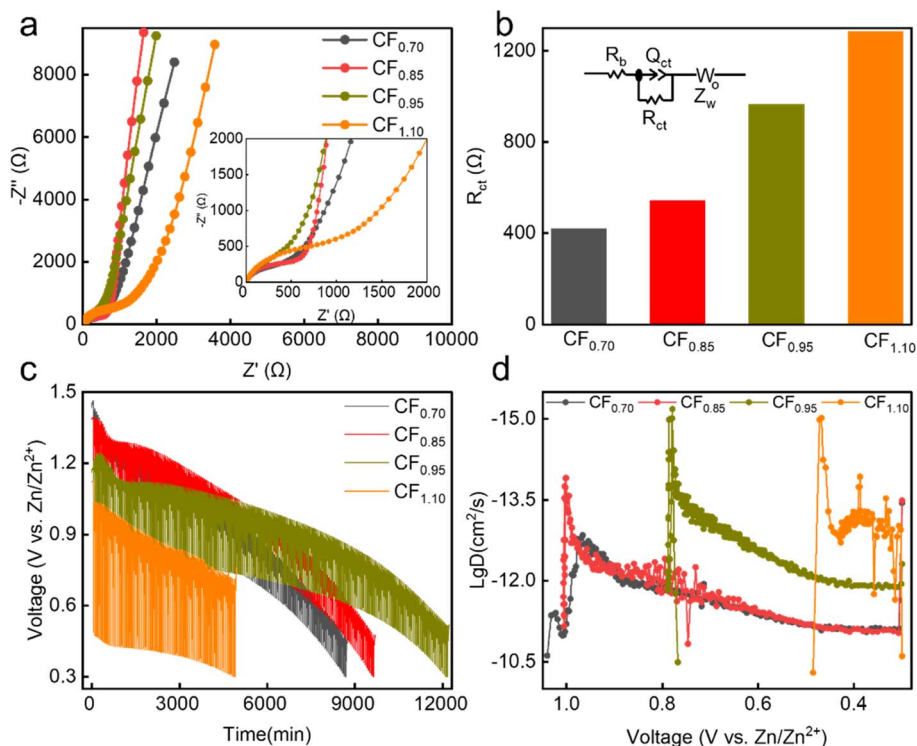 a
CF0.70
CF0.85
CF0.95
CF1.10
-Z'' (Ω)
8000
6000
4000
2000
0
0 2000 4000 6000 8000 10000
Z' (Ω)
-Z'' (Ω)
2000
1500
1000
500
0
0 500 1000 1500 2000
Z' (Ω)
b
Rct (Ω)
1200
800
400
0
Rb
Qct
Rct
Wo
Zw
CF0.70 CF0.85 CF0.95 CF1.10
c
CF0.70
CF0.85
CF0.95
CF1.10
Voltage (V vs. Zn/Zn2+)
1.5
1.2
0.9
0.6
0.3
0 3000 6000 9000 12000
Time(min)
d
CF0.70 CF0.85 CF0.95 CF1.10
LgD(cm2/s)
-15.0
-13.5
-12.0
-10.5
1.0 0.8 0.6 0.4
Voltage (V vs. Zn/Zn2+)